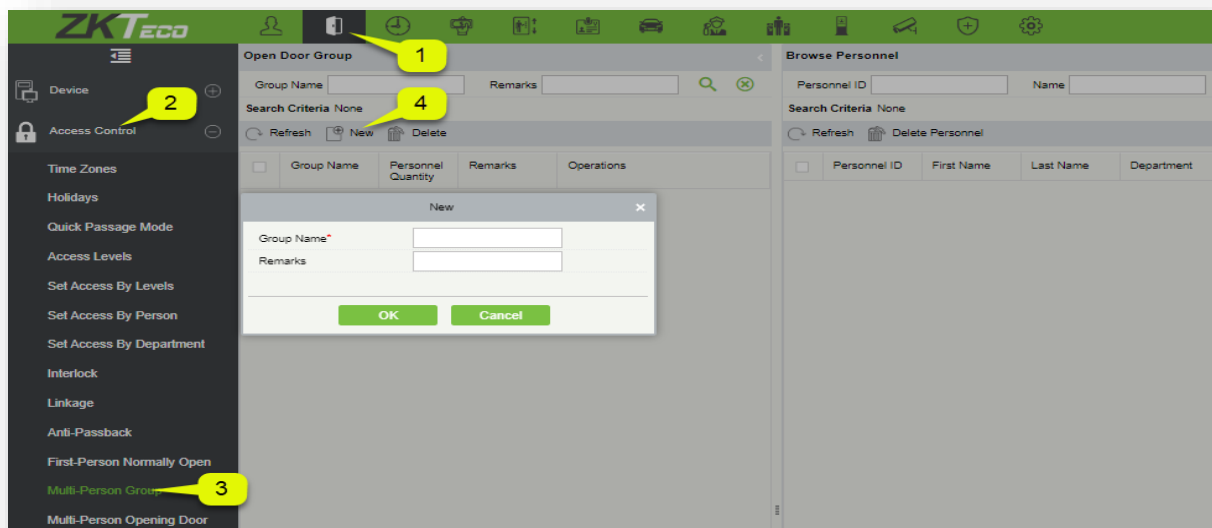 ZKTECO
1
Open Door Group
Browse Personnel
Group Name Remarks
Personnel ID Name
Device
2
Search Criteria None
4
Search Criteria None
Access Control
Refresh New Delete
Refresh Delete Personnel
Group Name Personnel Quantity Remarks Operations
Personnel ID First Name Last Name Department
Time Zones
Holidays
Quick Passage Mode
Access Levels
Set Access By Levels
Set Access By Person
Set Access By Department
Interlock
Linkage
Anti-Passback
First-Person Normally Open
Multi-Person Group
3
Multi-Person Opening Door
New
Group Name*
Remarks
OK Cancel